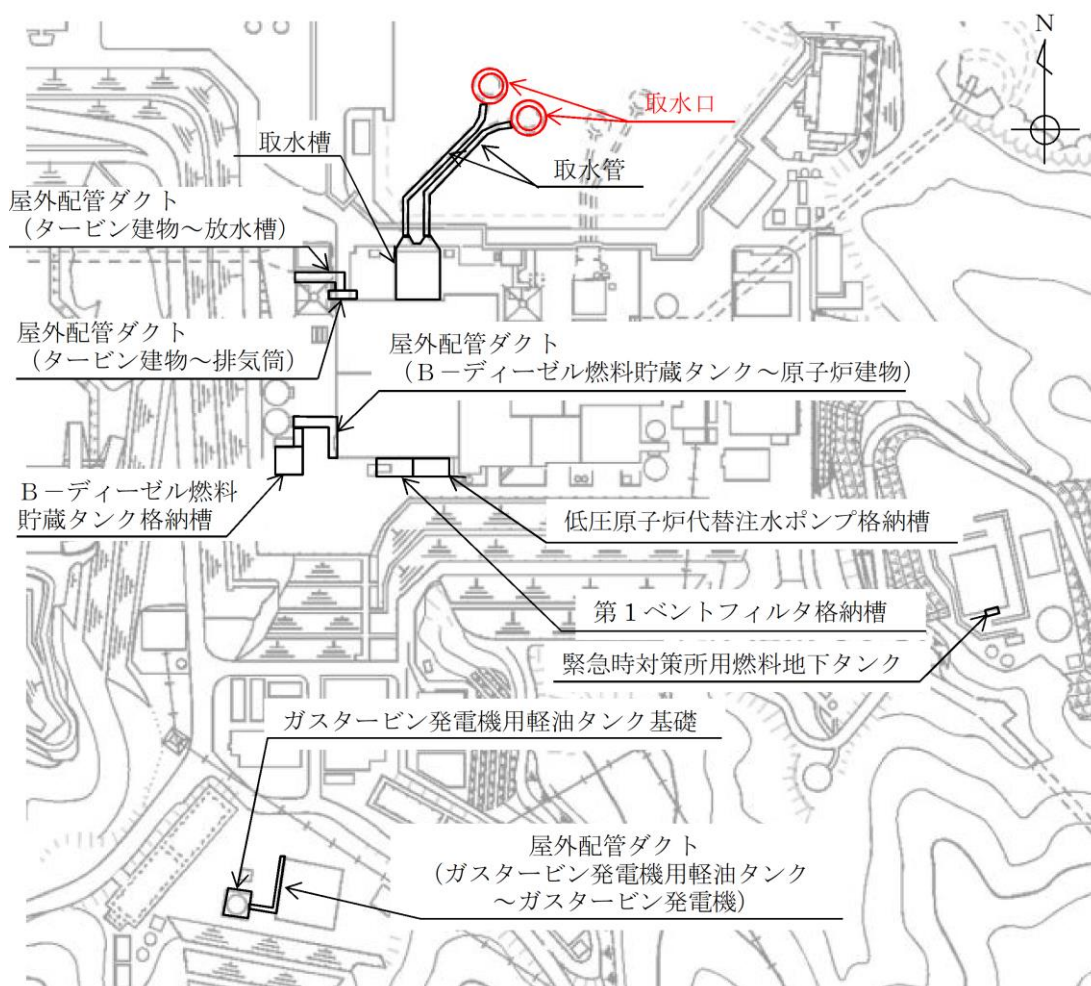 N
取水口
取水槽
取水管
屋外配管ダクト
（タービン建物～放水槽）
屋外配管ダクト
（タービン建物～排気筒）
屋外配管ダクト
（Ｂ－ディーゼル燃料貯蔵タンク～原子炉建物）
Ｂ－ディーゼル燃料
貯蔵タンク格納槽
低圧原子炉代替注水ポンプ格納槽
第１ベントフィルタ格納槽
緊急時対策所用燃料地下タンク
ガスタービン発電機用軽油タンク基礎
屋外配管ダクト
（ガスタービン発電機用軽油タンク
～ガスタービン発電機）